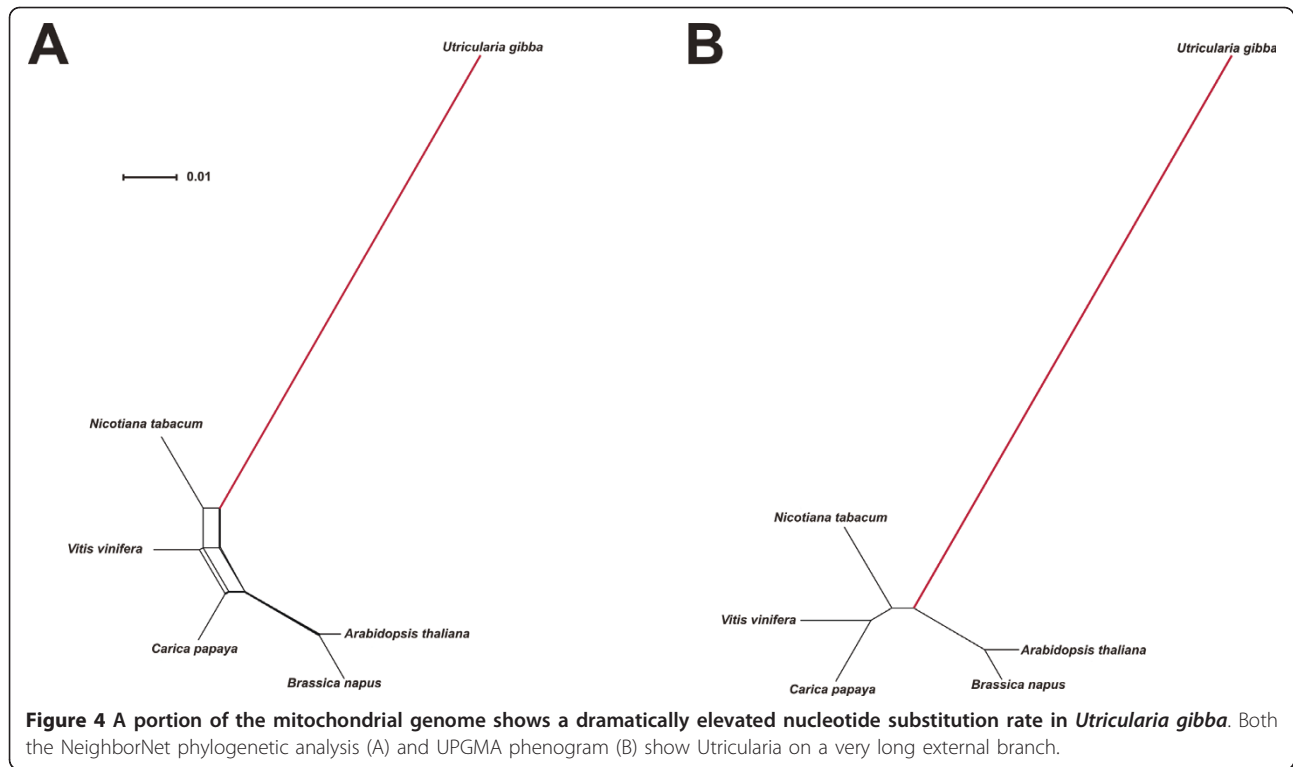 A
Utricularia gibba
0.01
Nicotiana tabacum
Vitis vinifera
Carica papaya
Arabidopsis thaliana
Brassica napus
B
Utricularia gibba
Nicotiana tabacum
Vitis vinifera
Carica papaya
Arabidopsis thaliana
Brassica napus
Figure 4 A portion of the mitochondrial genome shows a dramatically elevated nucleotide substitution rate in Utricularia gibba. Both
the NeighborNet phylogenetic analysis (A) and UPGMA phenogram (B) show Utricularia on a very long external branch.